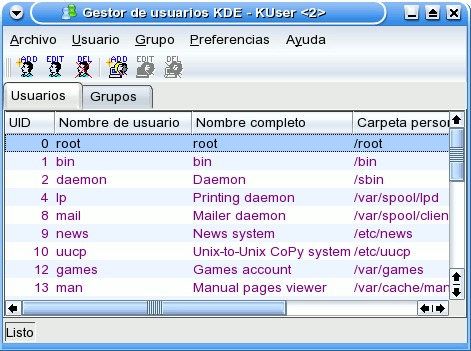 Gestor de usuarios KDE - KUser <2>
Archivo Usuario Grupo Preferencias Ayuda
ADD EDIT DEL ADD EDIT DEL
Usuarios Grupos
UID Nombre de usuario Nombre completo Carpeta person
0 root root /root
1 bin bin /bin
2 daemon Daemon /sbin
4 lp Printing daemon /var/spool/lpd
8 mail Mailer daemon /var/spool/clien
9 news News system /etc/news
10 uucp Unix-to-Unix CoPy system /etc/uucp
12 games Games account /var/games
13 man Manual pages viewer /var/cache/man
Listo